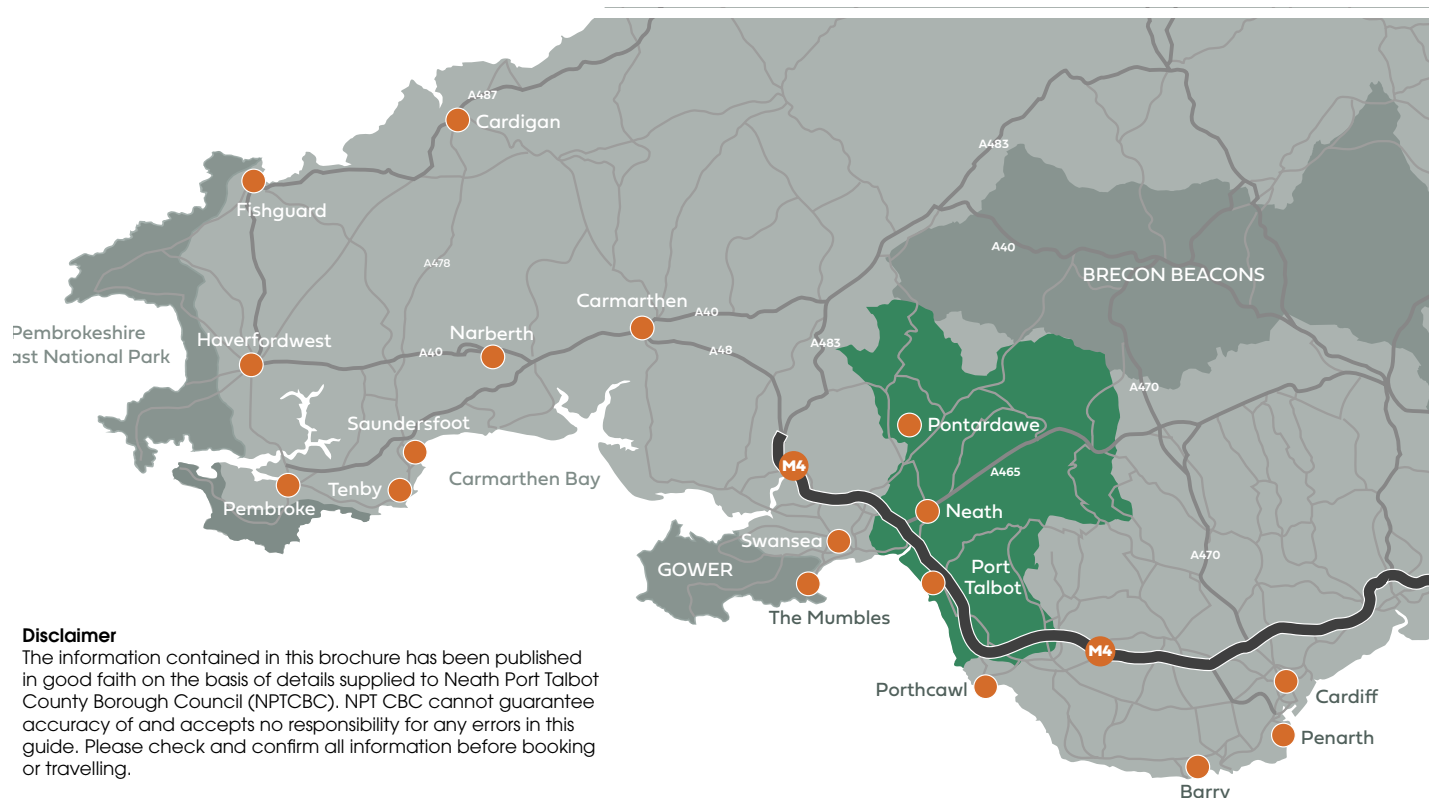 A487
Cardigan
A483
Fishguard
A40
A478
BRECON BEACONS
Carmarthen
A40
Pembrokeshire
ast National Park
Haverfordwest
Narberth
A40
A48
A483
A470
Saundersfoot
Pontardawe
M4
A465
Carmarthen Bay
Tenby
Pembroke
Neath
Swansea
A470
GOWER
Port
Talbot
The Mumbles
M4
Porthcawl
Cardiff
Penarth
Barry
Disclaimer
The information contained in this brochure has been published
in good faith on the basis of details supplied to Neath Port Talbot
County Borough Council (NPTCBC). NPT CBC cannot guarantee
accuracy of and accepts no responsibility for any errors in this
guide. Please check and confirm all information before booking
or travelling.